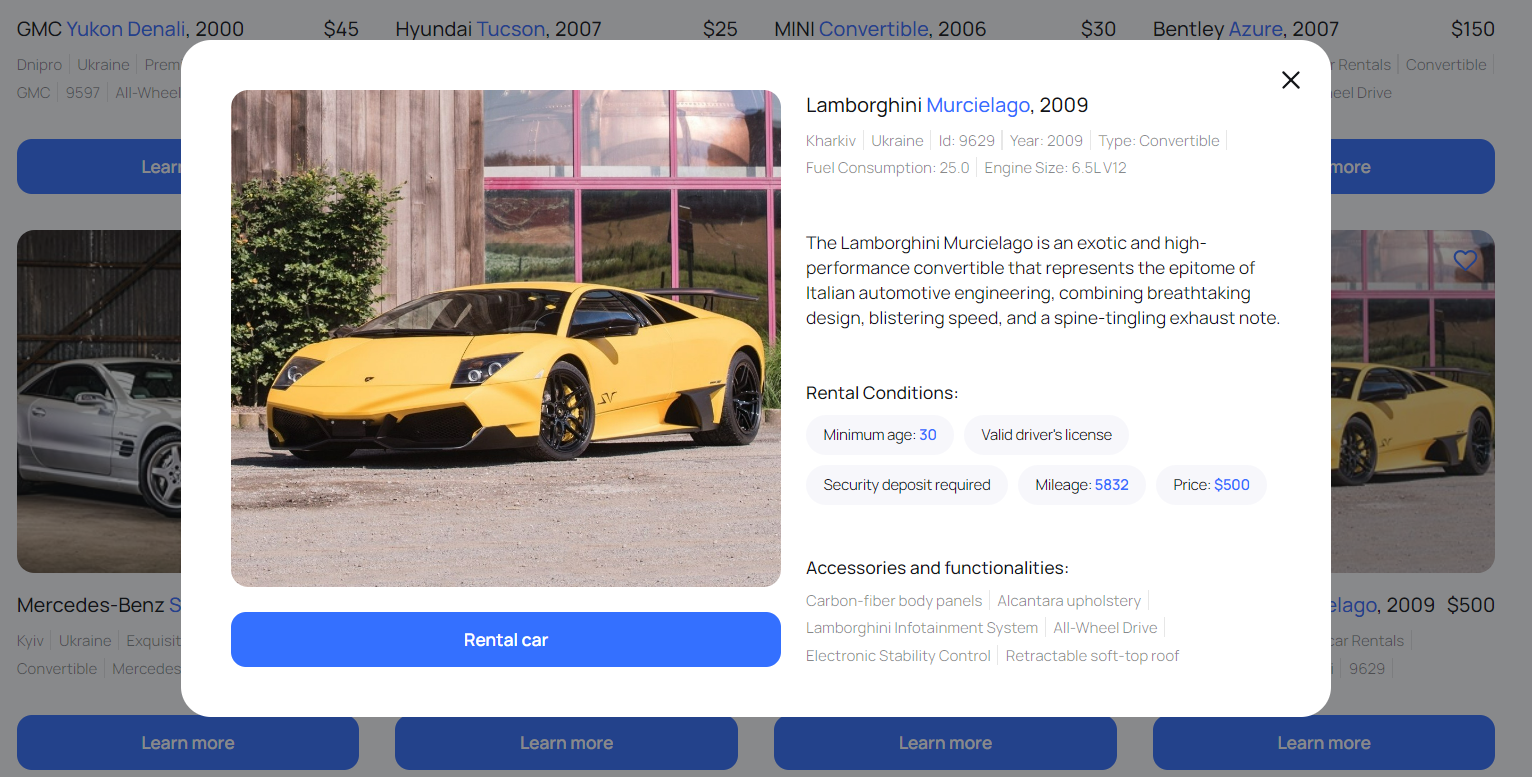 GMC Yukon Denali, 2000 $45 Hyundai Tucson, 2007 $25 MINI Convertible, 2006 $30 Bentley Azure, 2007 $150
Dnipro Ukraine
GMC 9597
Rentals Convertible
Drive
Learn more
Lamborghini Murcielago, 2009
Kharkiv Ukraine Id: 9629 Year: 2009 Type: Convertible
Fuel Consumption: 25.0 Engine Size: 6.5L V12
The Lamborghini Murcielago is an exotic and high-
performance convertible that represents the epitome of
Italian automotive engineering, combining breathtaking
design, blistering speed, and a spine-tingling exhaust note.
Rental Conditions:
Minimum age: 30 Valid driver's license
Security deposit required Mileage: 5832 Price: $500
Accessories and functionalities:
Carbon-fiber body panels Alcantara upholstery
Lamborghini Infotainment System All-Wheel Drive
Electronic Stability Control Retractable soft-top roof
SV
Rental car
Mercedes-Benz
Kyiv Ukraine
Convertible Mercedes
, 2009 $500
car Rentals
9629
Learn more Learn more Learn more Learn more